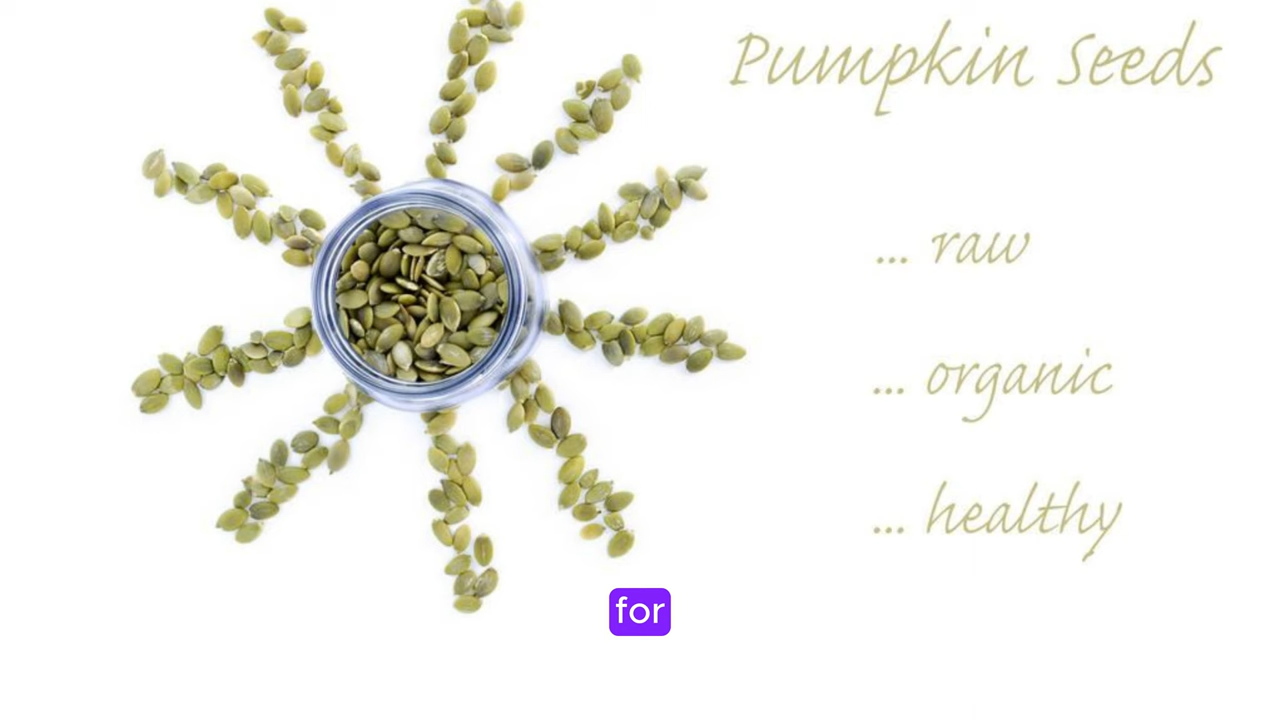 Pumpkin Seeds
... raw
... organic
... healthy
for